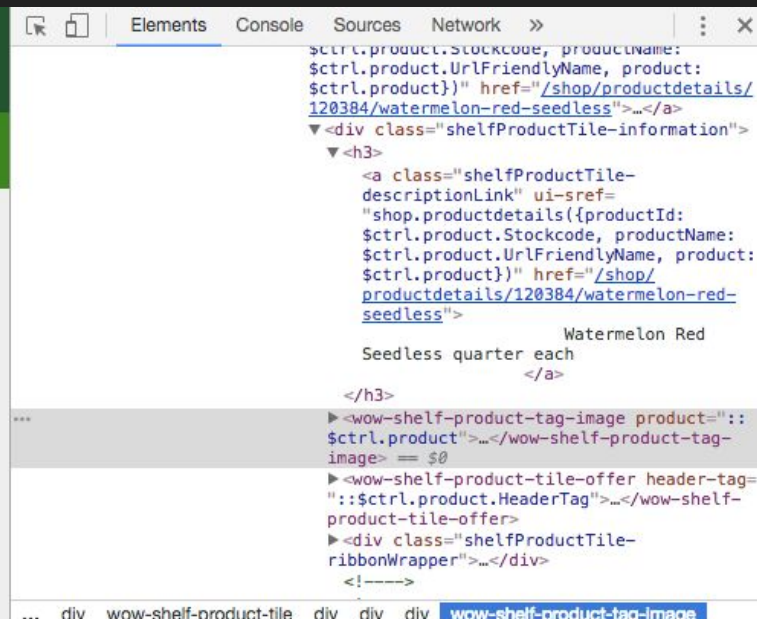 Elements Console Sources Network »
$ctrl.product.Stockcode, productName:
$ctrl.product.UrlFriendlyName, product:
$ctrl.product})" href="/shop/productdetails/
120384/watermelon-red-seedless">…</a>
▼<div class="shelfProductTile-information">
▼<h3>
<a class="shelfProductTile-
descriptionLink" ui-sref=
"shop.productdetails({productId:
$ctrl.product.Stockcode, productName:
$ctrl.product.UrlFriendlyName, product:
$ctrl.product})" href="/shop/
productdetails/120384/watermelon-red-
seedless">
Watermelon Red
Seedless quarter each
</a>
</h3>
… ▶<wow-shelf-product-tag-image product="::
$ctrl.product">…</wow-shelf-product-tag-
image> == $0
▶<wow-shelf-product-tile-offer header-tag=
"::$ctrl.product.HeaderTag">…</wow-shelf-
product-tile-offer>
▶<div class="shelfProductTile-
ribbonWrapper">…</div>
<!---->
… div wow-shelf-product-tile div div div wow-shelf-product-tag-image